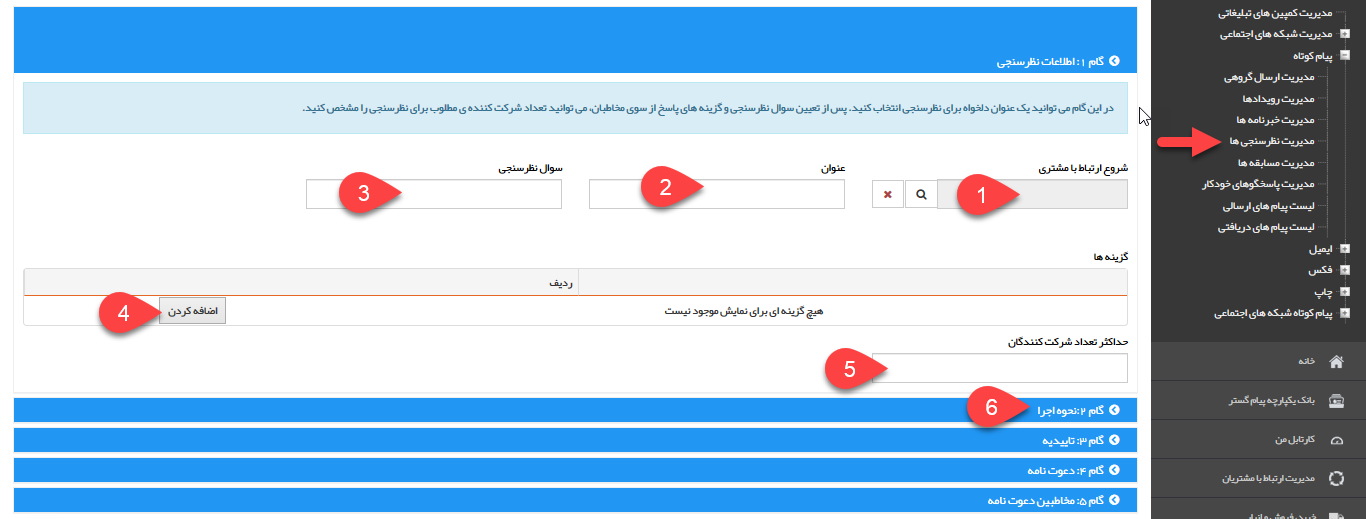 گام ۱: اطلاعات نظرسنجی
در این گام می توانید یک عنوان دلخواه برای نظرسنجی انتخاب کنید. پس از تعیین سوال نظرسنجی و گزینه های پاسخ از سوی مخاطبان، می توانید تعداد شرکت کننده ی مطلوب برای نظرسنجی را مشخص کنید.
شروع ارتباط با مشتری
عنوان
سوال نظرسنجی
1
2
3
گزینه ها
ردیف
هیچ گزینه ای برای نمایش موجود نیست
اضافه کردن
4
حداکثر تعداد شرکت کنندگان
5
گام ۲:نحوه اجرا
6
گام ۳: تاییدیه
گام ۴: دعوت نامه
گام ۵: مخاطبین دعوت نامه
مدیریت کمپین های تبلیغاتی
مدیریت شبکه های اجتماعی
پیام کوتاه
مدیریت ارسال گروهی
مدیریت رویدادها
مدیریت خبرنامه ها
مدیریت نظرسنجی ها
مدیریت مسابقه ها
مدیریت پاسخگوهای خودکار
لیست پیام های ارسالی
لیست پیام های دریافتی
ایمیل
فکس
چاپ
پیام کوتاه شبکه های اجتماعی
خانه
بانک یکپارچه پیام گستر
کارتابل من
مدیریت ارتباط با مشتریان
خرید، فروش و انبار